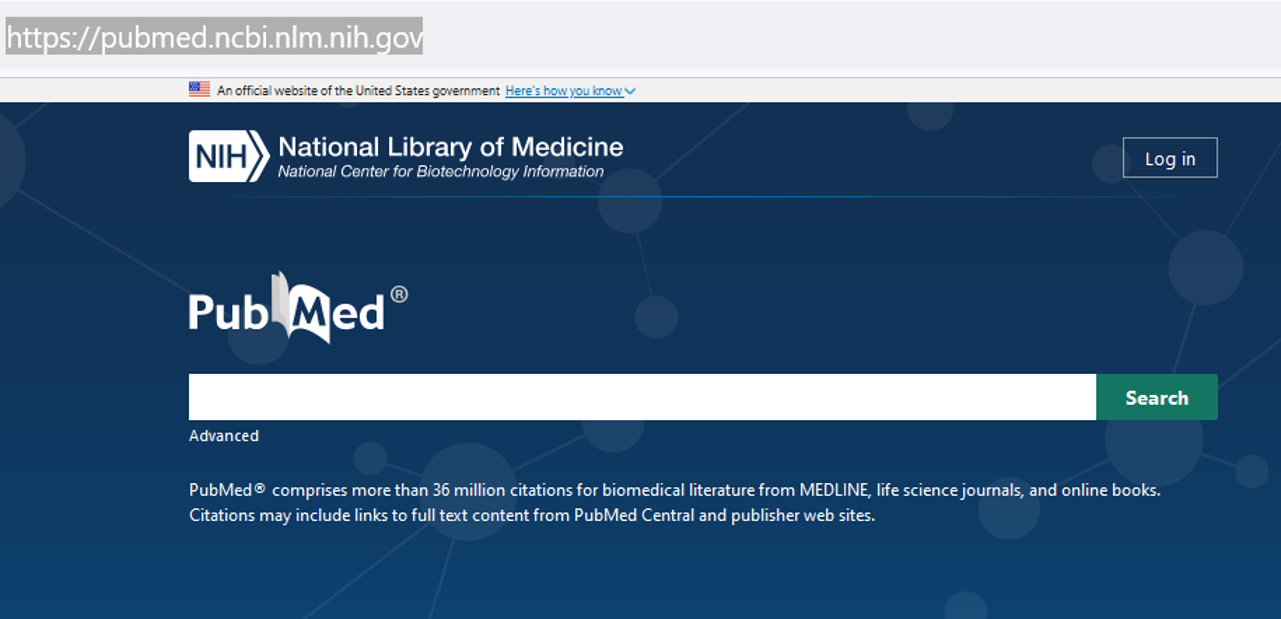 https://pubmed.ncbi.nlm.nih.gov
An official website of the United States government Here's how you know
NIH National Library of Medicine
National Center for Biotechnology Information
Log in
PubMed®
Search
Advanced
PubMed® comprises more than 36 million citations for biomedical literature from MEDLINE, life science journals, and online books.
Citations may include links to full text content from PubMed Central and publisher web sites.